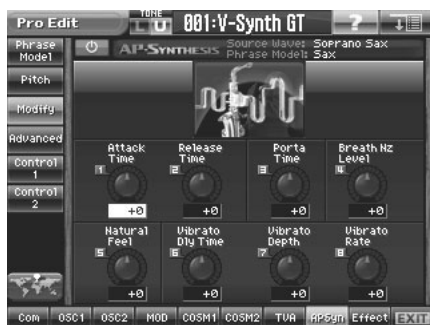 Pro Edit TONE L U 001:V-Synth GT ?
Phrase Model
AP-SYNTHESIS Source Wave: Soprano Sax
Phrase Model: Sax
Pitch
Modify
Advanced
Control 1
Control 2
Attack Time Release Time Porta Time Breath Nz Level
1 2 3 4
+0 +0 +0 +0
Natural Feel Vibrato Dly Time Vibrato Depth Vibrato Rate
5 6 7 8
+0 +0 +0 +0
Com OSC1 OSC2 MOD COSM1 COSM2 TVA APSyn Effect EXIT